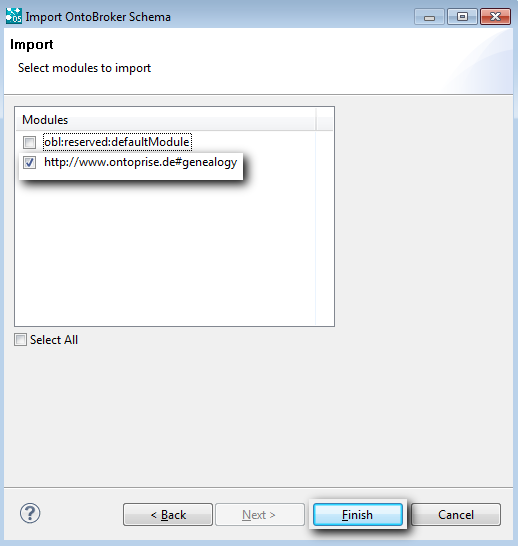 Import OntoBroker Schema
Import
Select modules to import
Modules
obl:reserved:defaultModule
http://www.ontoprise.de#genealogy
Select All
< Back Next > Finish Cancel